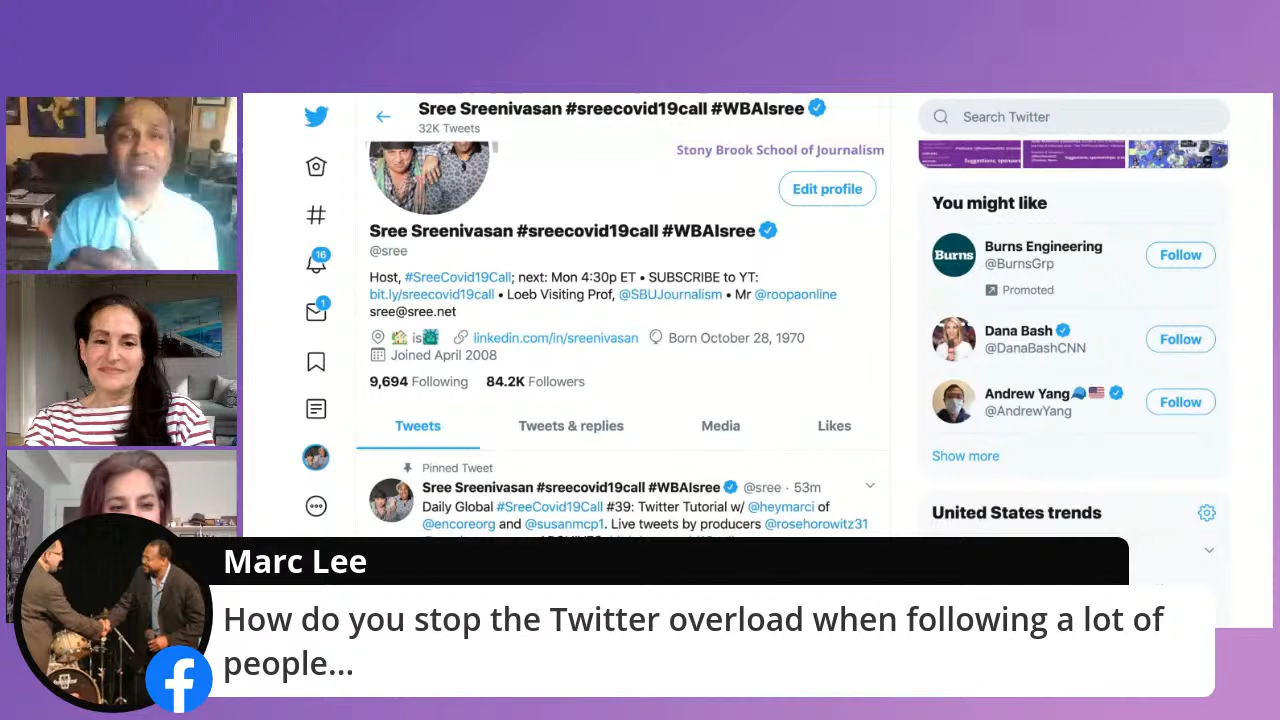 Sree Sreenivasan #sreecovid19call #WBAIsree
32K Tweets
Search Twitter
Stony Brook School of Journalism
Edit profile
Sree Sreenivasan #sreecovid19call #WBAIsree
@sree
Host, #SreeCovid19Call; next: Mon 4:30p ET • SUBSCRIBE to YT:
bit.ly/sreecovid19call • Loeb Visiting Prof, @SBUJournalism • Mr @roopaonline
sree@sree.net
is
linkedin.com/in/sreenivasan
Born October 28, 1970
Joined April 2008
9,694 Following 84.2K Followers
Tweets
Tweets & replies
Media
Likes
Pinned Tweet
Sree Sreenivasan #sreecovid19call #WBAIsree @sree · 53m
Daily Global #SreeCovid19Call #39: Twitter Tutorial w/ @heymarci of
@encoreorg and @susanmcp1. Live tweets by producers @rosehorowitz31
16
1
You might like
Burns
Burns Engineering
@BurnsGrp
Promoted
Follow
Dana Bash
@DanaBashCNN
Follow
Andrew Yang
@AndrewYang
Follow
Show more
United States trends
Marc Lee
How do you stop the Twitter overload when following a lot of
people...